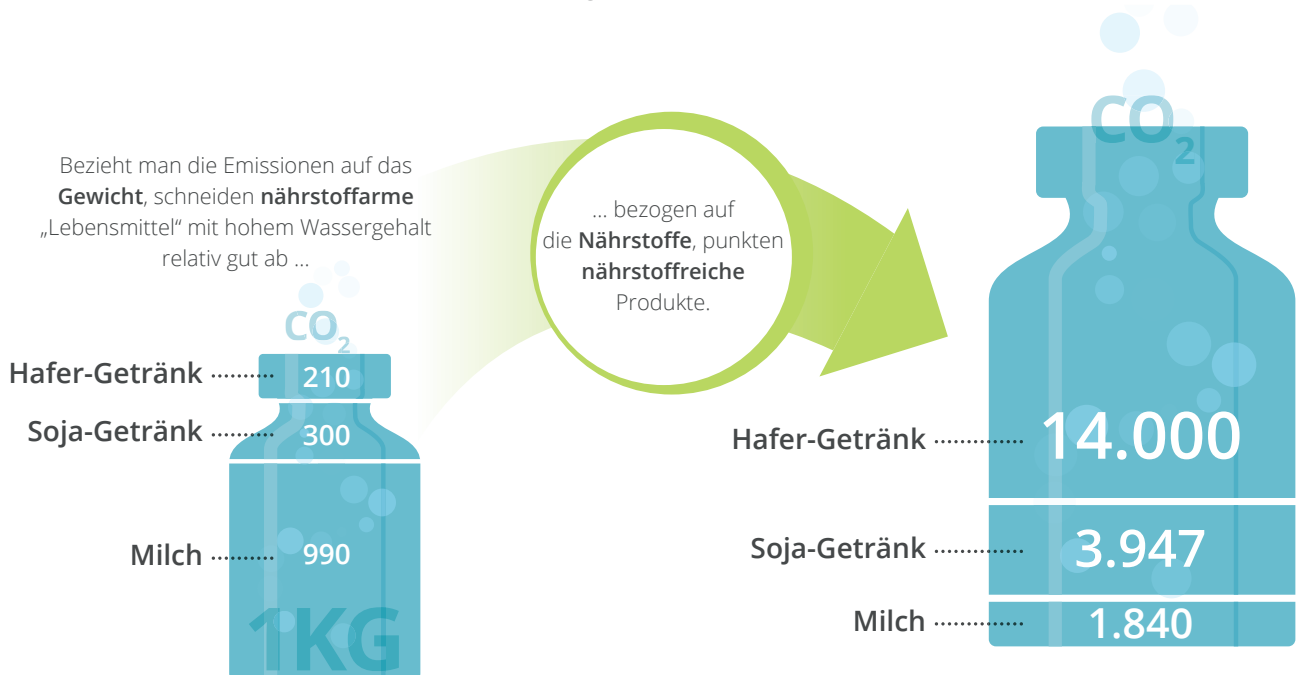 Bezieht man die Emissionen auf das
Gewicht, schneiden nährstoffarme
„Lebensmittel“ mit hohem Wassergehalt
relativ gut ab ...
... bezogen auf
die Nährstoffe, punkten
nährstoffreiche
Produkte.
CO2
Hafer-Getränk 210
Soja-Getränk 300
Milch 990
1KG
CO2
Hafer-Getränk 14.000
Soja-Getränk 3.947
Milch 1.840